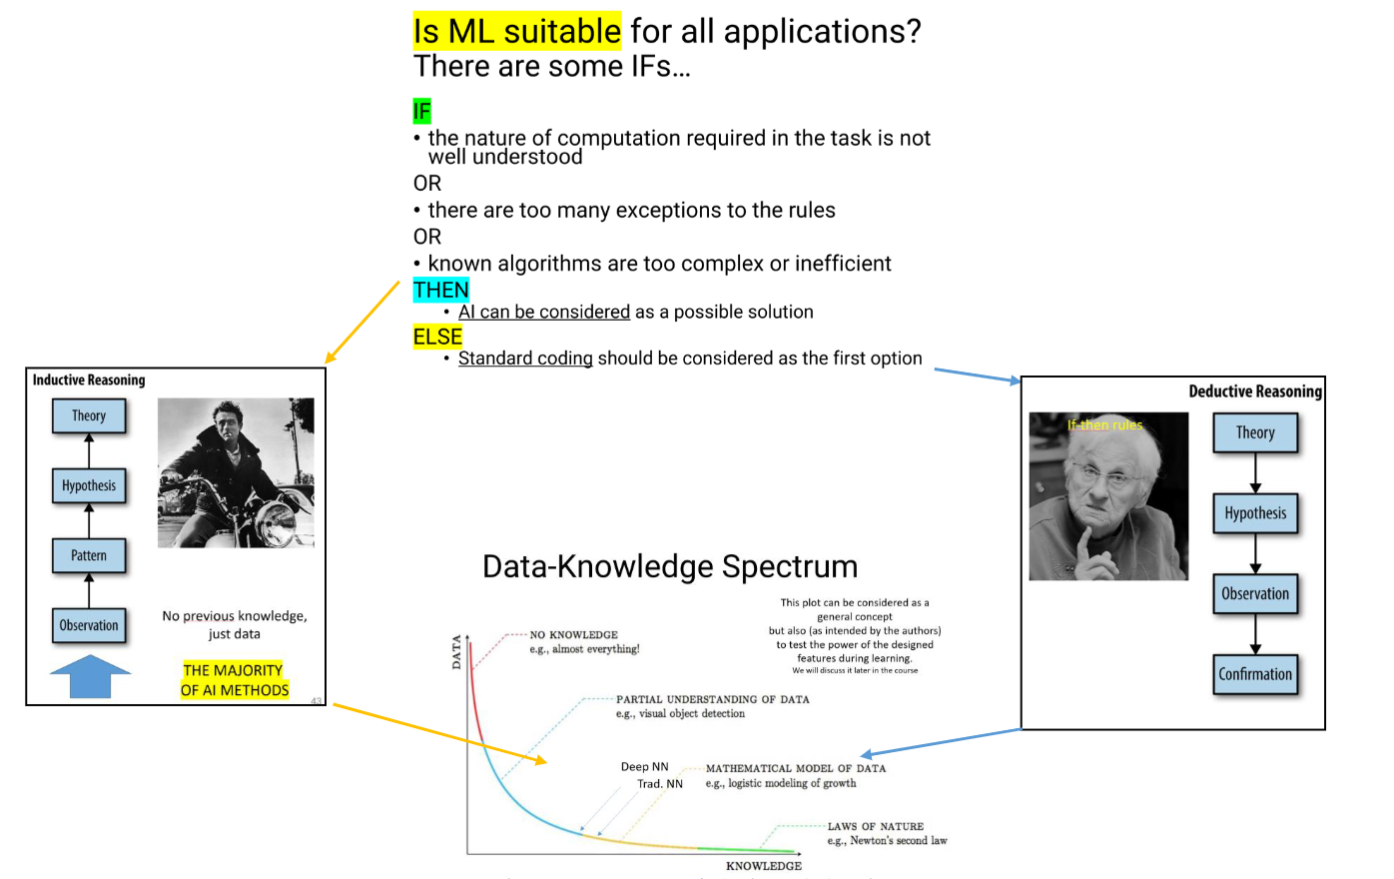 Is ML suitable for all applications?
There are some IFs...
IF
• the nature of computation required in the task is not
well understood
OR
• there are too many exceptions to the rules
OR
• known algorithms are too complex or inefficient
THEN
• AI can be considered as a possible solution
ELSE
• Standard coding should be considered as the first option
Inductive Reasoning
Theory
Hypothesis
Pattern
Observation
No previous knowledge,
just data
THE MAJORITY
OF AI METHODS
43
Deductive Reasoning
If-then rules
Theory
Hypothesis
Observation
Confirmation
Data-Knowledge Spectrum
This plot can be considered as a
general concept
but also (as intended by the authors)
to test the power of the designed
features during learning.
We will discuss it later in the course
DATA
NO KNOWLEDGE
e.g., almost everything!
PARTIAL UNDERSTANDING OF DATA
e.g., visual object detection
Deep NN
Trad. NN
MATHEMATICAL MODEL OF DATA
e.g., logistic modeling of growth
LAWS OF NATURE
e.g., Newton's second law
KNOWLEDGE